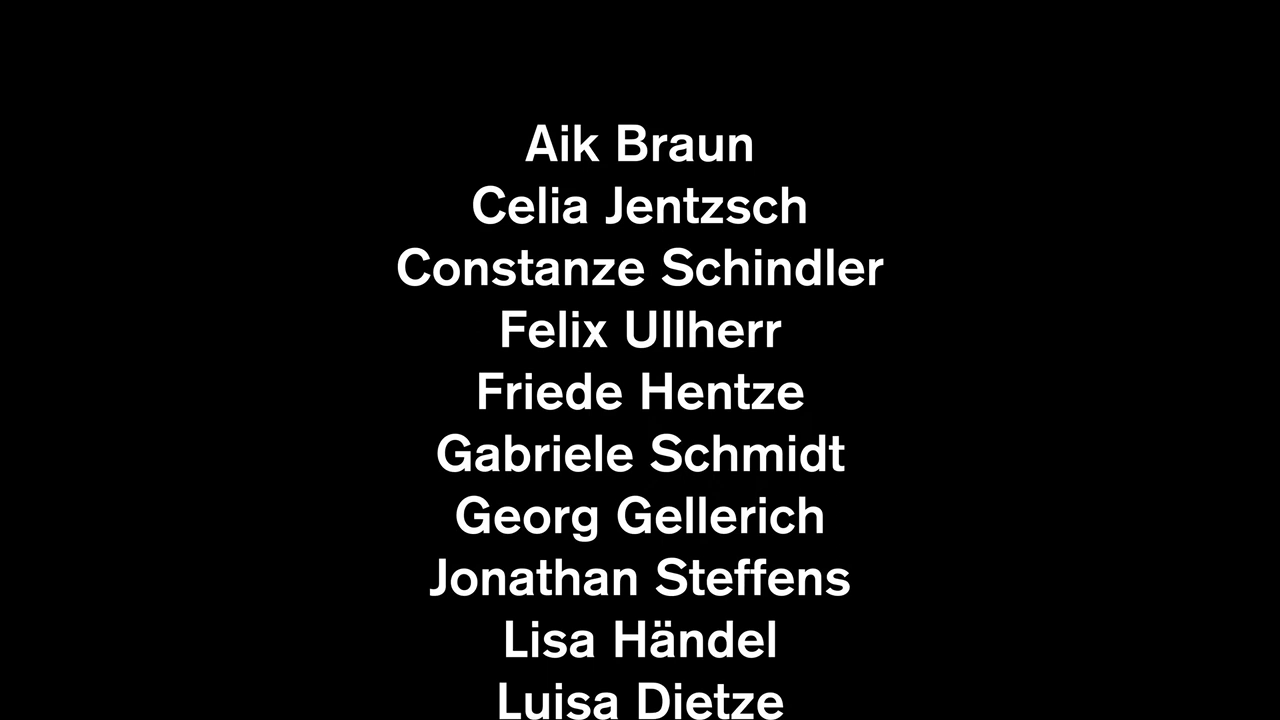 Aik Braun
Celia Jentzsch
Constanze Schindler
Felix Ullherr
Friede Hentze
Gabriele Schmidt
Georg Gellerich
Jonathan Steffens
Lisa Händel
Luisa Dietze